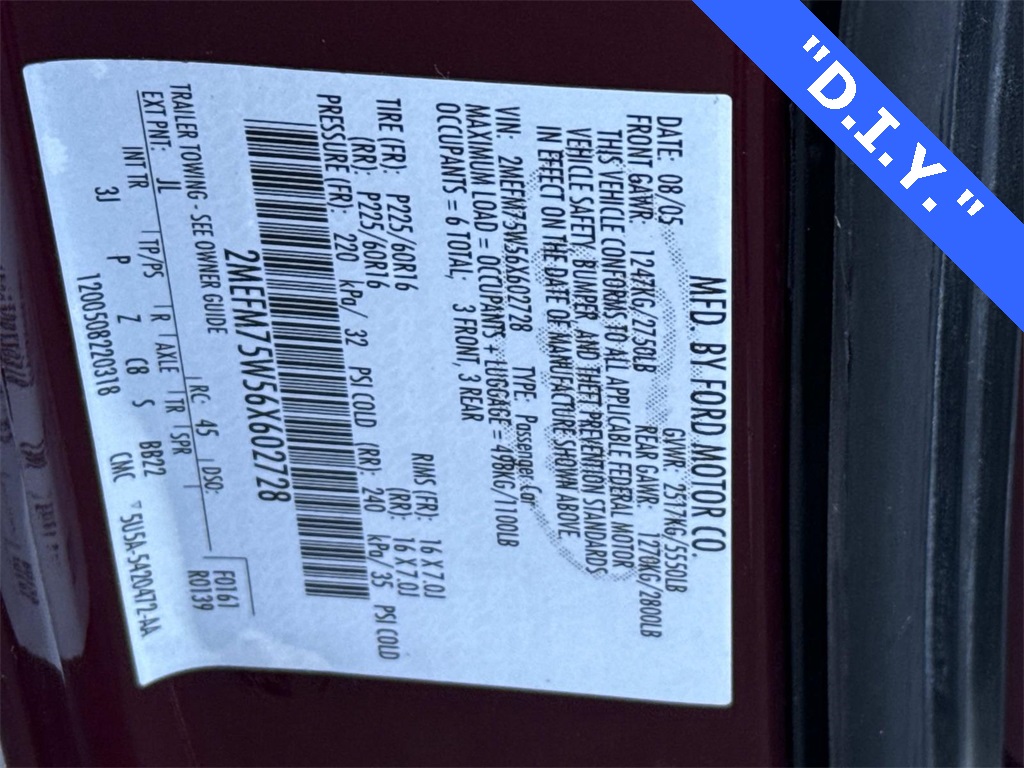 "D.I.Y."
MFD. BY FORD MOTOR CO.
DATE: 08/05 GVWR: 2517KG/5550LB
FRONT GAWR: 1247KG/2750LB REAR GAWR: 1270KG/2800LB
THIS VEHICLE CONFORMS TO ALL APPLICABLE FEDERAL MOTOR
VEHICLE SAFETY, BUMPER, AND THEFT PREVENTION STANDARDS
IN EFFECT ON THE DATE OF MANUFACTURE SHOWN ABOVE.
VIN: 2MEFM75W56X602728 TYPE: Passenger Car
MAXIMUM LOAD = OCCUPANTS + LUGGAGE = 498KG/1100LB
OCCUPANTS = 6 TOTAL; 3 FRONT, 3 REAR
RIMS (FR): 16 X 7.0J
TIRE (FR): P225/60R16 (RR): 16 X 7.0J
(RR): P225/60R16
PRESSURE (FR): 220 kPa/ 32 PSI COLD (RR): 240 kPa/35 PSI COLD
2MEFM75W56X602728
TRAILER TOWING - SEE OWNER GUIDE
EXT PNT: JL RC: 45 DSO: F0161
R0139
INT TR TP/PS R AXLE TR SPR
3J P Z C8 S BB22
1200508220318 CMC 5U5A-5420472-AA